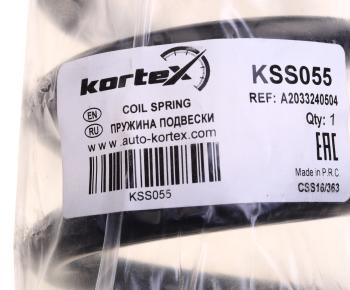 kortex
KSS055
REF: A2033240504
EN
RU
COIL SPRING
ПРУЖИНА ПОДВЕСКИ
www.auto-kortex.com
Qty: 1
EAC
Made in P.R.C.
CSS16/363
KSS055